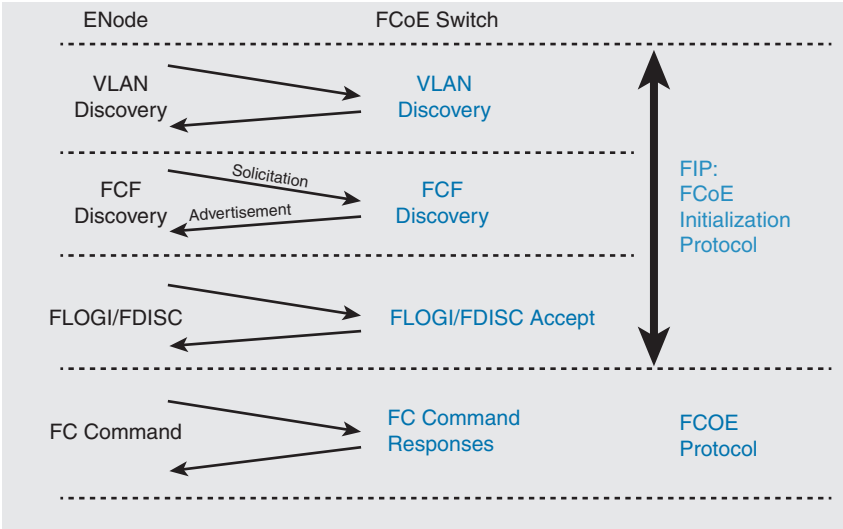 ENode
FCoE Switch
VLAN
Discovery
VLAN
Discovery
Solicitation
FCF
Discovery
FCF
Discovery
Advertisement
FIP:
FCoE
Initialization
Protocol
FLOGI/FDISC
FLOGI/FDISC Accept
FC Command
FC Command
Responses
FCOE
Protocol